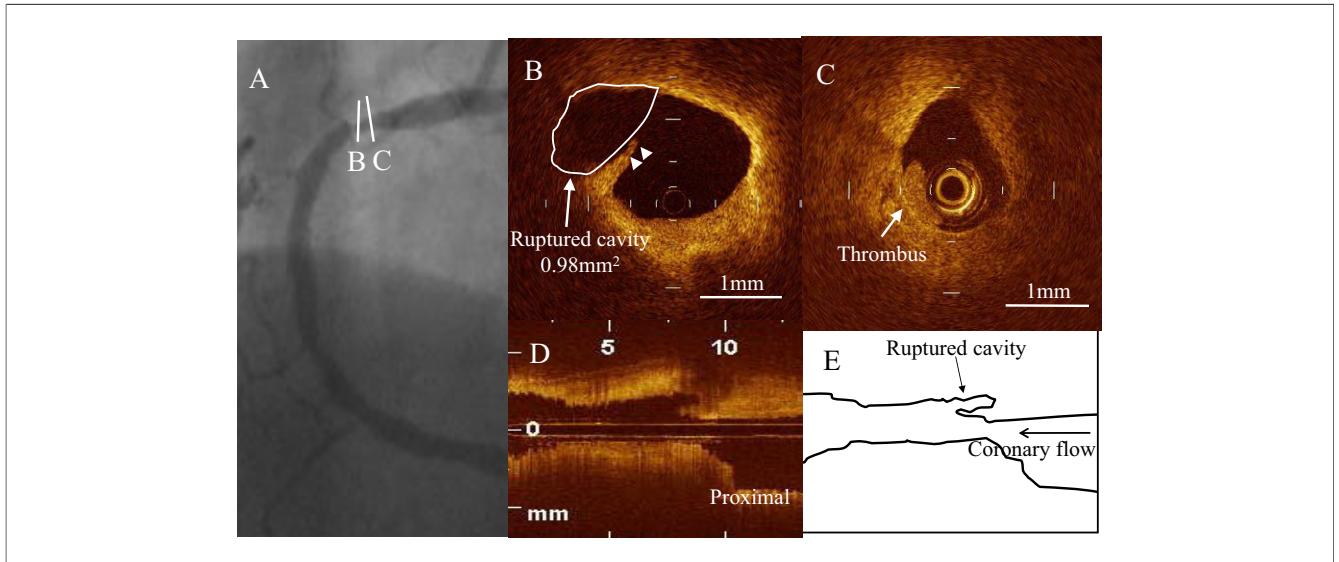 A
B C
B
Ruptured cavity
0.98mm²
1mm
C
Thrombus
1mm
D
5 10
0
mm
Proximal
E
Ruptured cavity
Coronary flow